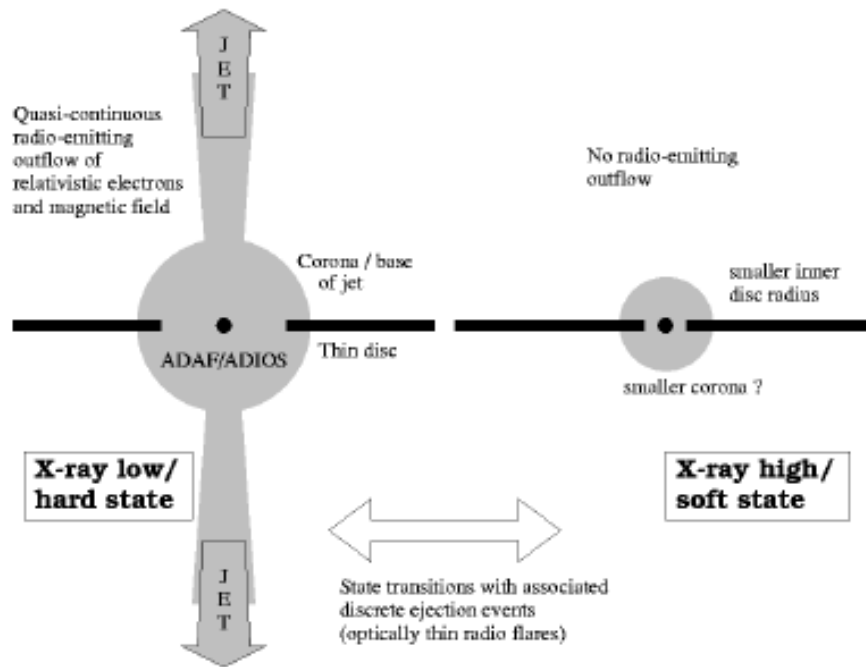 J
E
T
Quasi-continuous
radio-emitting
outflow of
relativistic electrons
and magnetic field
No radio-emitting
outflow
Corona / base
of jet
smaller inner
disc radius
ADAF/ADIOS
Thin disc
smaller corona ?
X-ray low/
hard state
X-ray high/
soft state
J
E
T
State transitions with associated
discrete ejection events
(optically thin radio flares)